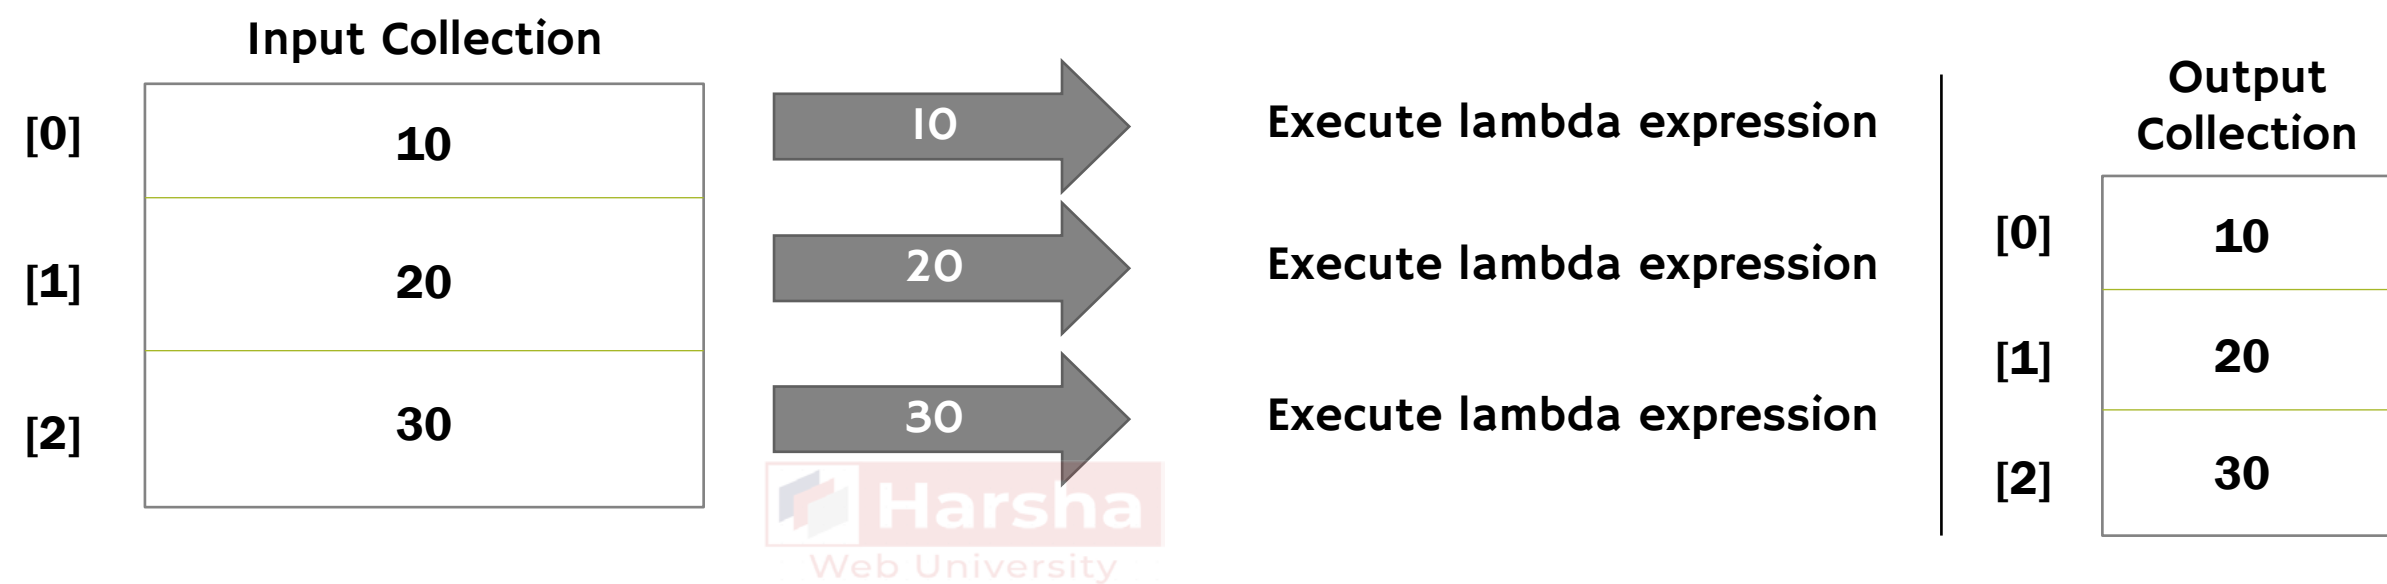 Input Collection
[0]
10
[1]
20
[2]
30
10
Execute lambda expression
20
Execute lambda expression
30
Execute lambda expression
Output
Collection
[0]
10
[1]
20
[2]
30
Harsha
Web University